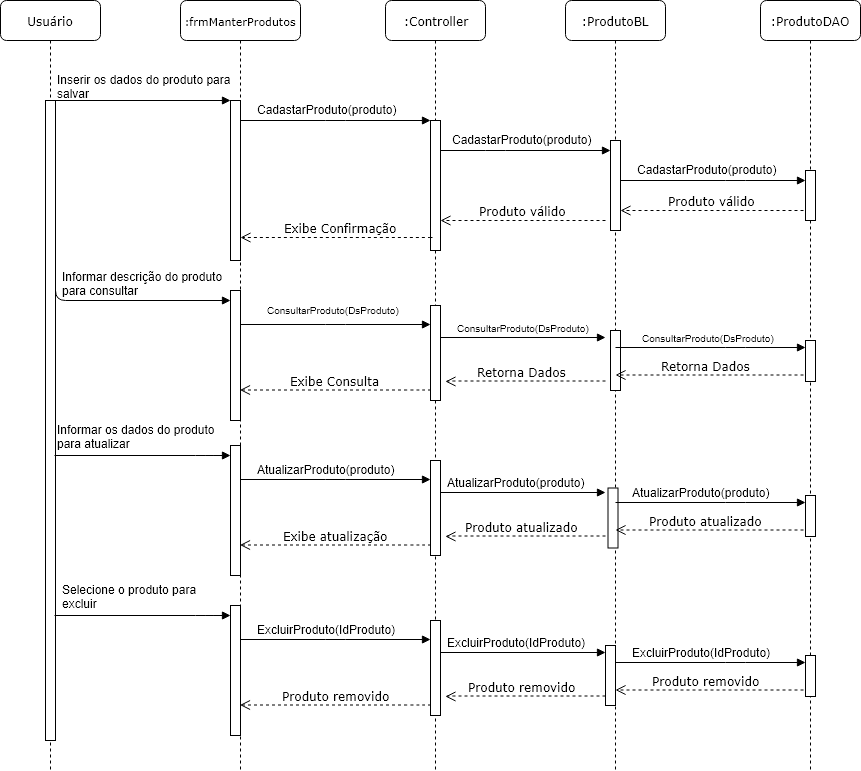 Usuário
:frmManterProdutos
:Controller
:ProdutoBL
:ProdutoDAO
Inserir os dados do produto para
salvar
CadastarProduto(produto)
CadastarProduto(produto)
CadastarProduto(produto)
Produto válido
Produto válido
Exibe Confirmação
Informar descrição do produto
para consultar
ConsultarProduto(DsProduto)
ConsultarProduto(DsProduto)
ConsultarProduto(DsProduto)
Retorna Dados
Retorna Dados
Exibe Consulta
Informar os dados do produto
para atualizar
AtualizarProduto(produto)
AtualizarProduto(produto)
AtualizarProduto(produto)
Produto atualizado
Produto atualizado
Exibe atualização
Selecione o produto para
excluir
ExcluirProduto(IdProduto)
ExcluirProduto(IdProduto)
ExcluirProduto(IdProduto)
Produto removido
Produto removido
Produto removido